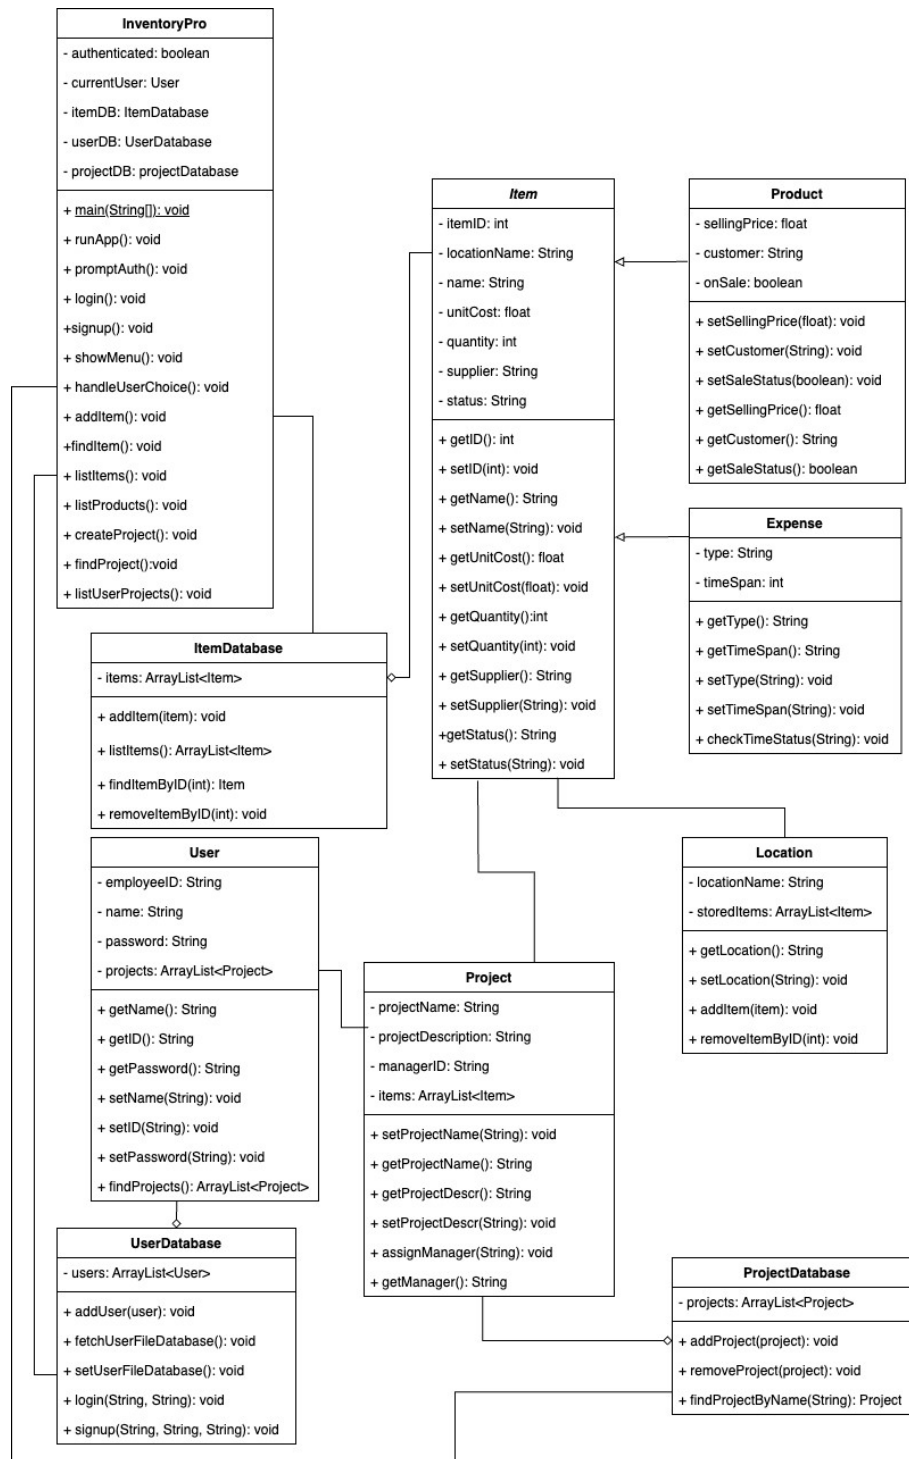 InventoryPro
- authenticated: boolean
- currentUser: User
- itemDB: ItemDatabase
- userDB: UserDatabase
- projectDB: projectDatabase
+ main(String[]): void
+ runApp(): void
+ promptAuth(): void
+ login(): void
+signup(): void
+ showMenu(): void
+ handleUserChoice(): void
+ addItem(): void
+findItem(): void
+ listItems(): void
+ listProducts(): void
+ createProject(): void
+ findProject():void
+ listUserProjects(): void
Item
- itemID: int
- locationName: String
- name: String
- unitCost: float
- quantity: int
- supplier: String
- status: String
+ getID(): int
+ setID(int): void
+ getName(): String
+ setName(String): void
+ getUnitCost(): float
+ setUnitCost(float): void
+ getQuantity():int
+ setQuantity(int): void
+ getSupplier(): String
+ setSupplier(String): void
+getStatus(): String
+ setStatus(String): void
Product
- sellingPrice: float
- customer: String
- onSale: boolean
+ setSellingPrice(float): void
+ setCustomer(String): void
+ setSaleStatus(boolean): void
+ getSellingPrice(): float
+ getCustomer(): String
+ getSaleStatus(): boolean
Expense
- type: String
- timeSpan: int
+ getType(): String
+ getTimeSpan(): String
+ setType(String): void
+ setTimeSpan(String): void
+ checkTimeStatus(String): void
ItemDatabase
- items: ArrayList<Item>
+ addItem(item): void
+ listItems(): ArrayList<Item>
+ findItemByID(int): Item
+ removeItemByID(int): void
User
- employeeID: String
- name: String
- password: String
- projects: ArrayList<Project>
+ getName(): String
+ getID(): String
+ getPassword(): String
+ setName(String): void
+ setID(String): void
+ setPassword(String): void
+ findProjects(): ArrayList<Project>
Location
- locationName: String
- storedItems: ArrayList<Item>
+ getLocation(): String
+ setLocation(String): void
+ addItem(item): void
+ removeItemByID(int): void
Project
- projectName: String
- projectDescription: String
- managerID: String
- items: ArrayList<Item>
+ setProjectName(String): void
+ getProjectName(): String
+ getProjectDescr(): String
+ setProjectDescr(String): void
+ assignManager(String): void
+ getManager(): String
UserDatabase
- users: ArrayList<User>
+ addUser(user): void
+ fetchUserFileDatabase(): void
+ setUserFileDatabase(): void
+ login(String, String): void
+ signup(String, String, String): void
ProjectDatabase
- projects: ArrayList<Project>
+ addProject(project): void
+ removeProject(project): void
+ findProjectByName(String): Project